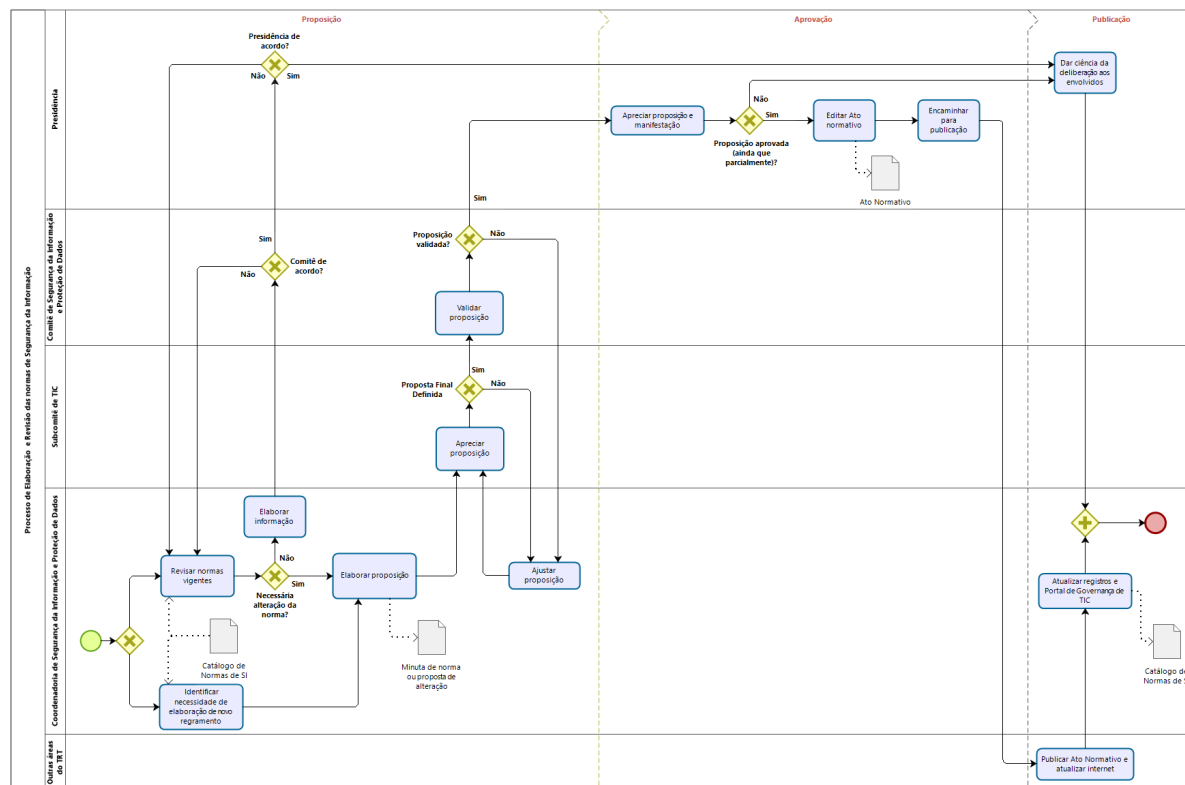 Proposição
Aprovação
Publicação
Processo de Elaboração e Revisão das normas de Segurança da Informação
Presidência
Presidência de
acordo?
Não
Sim
Dar ciência da
deliberação aos
envolvidos
Apreciar proposição e
manifestação
Não
Sim
Proposição aprovada
(ainda que
parcialmente)?
Editar Ato
normativo
Encaminhar
para
publicação
Ato Normativo
Sim
Comitê de Segurança da Informação
e Proteção de Dados
Sim
Comitê de
acordo?
Não
Proposição
validada?
Não
Validar
proposição
Subcomitê de TIC
Sim
Proposta Final
Definida
Não
Apreciar
proposição
Coordenadoria de Segurança da Informação e Proteção de Dados
Elaborar
informação
Não
Revisar normas
vigentes
Sim
Necessária
alteração da
norma?
Elaborar proposição
Ajustar
proposição
Catálogo de
Normas de SI
Minuta de norma
ou proposta de
alteração
Identificar
necessidade de
elaboração de novo
regramento
Atualizar registros e
Portal de Governança de
TIC
Catálogo de
Normas de S
Outras áreas
do TRT
Publicar Ato Normativo e
atualizar internet